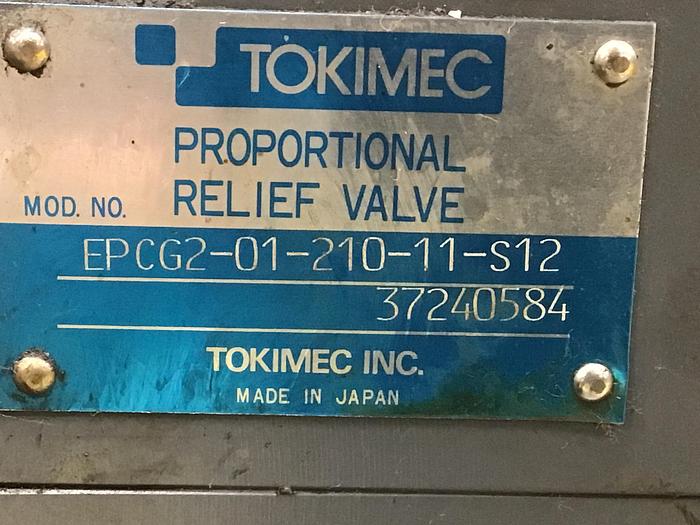 TOKIMEC
PROPORTIONAL
MOD. NO. RELIEF VALVE
EPCG2-01-210-11-S12
37240584
TOKIMEC INC.
MADE IN JAPAN